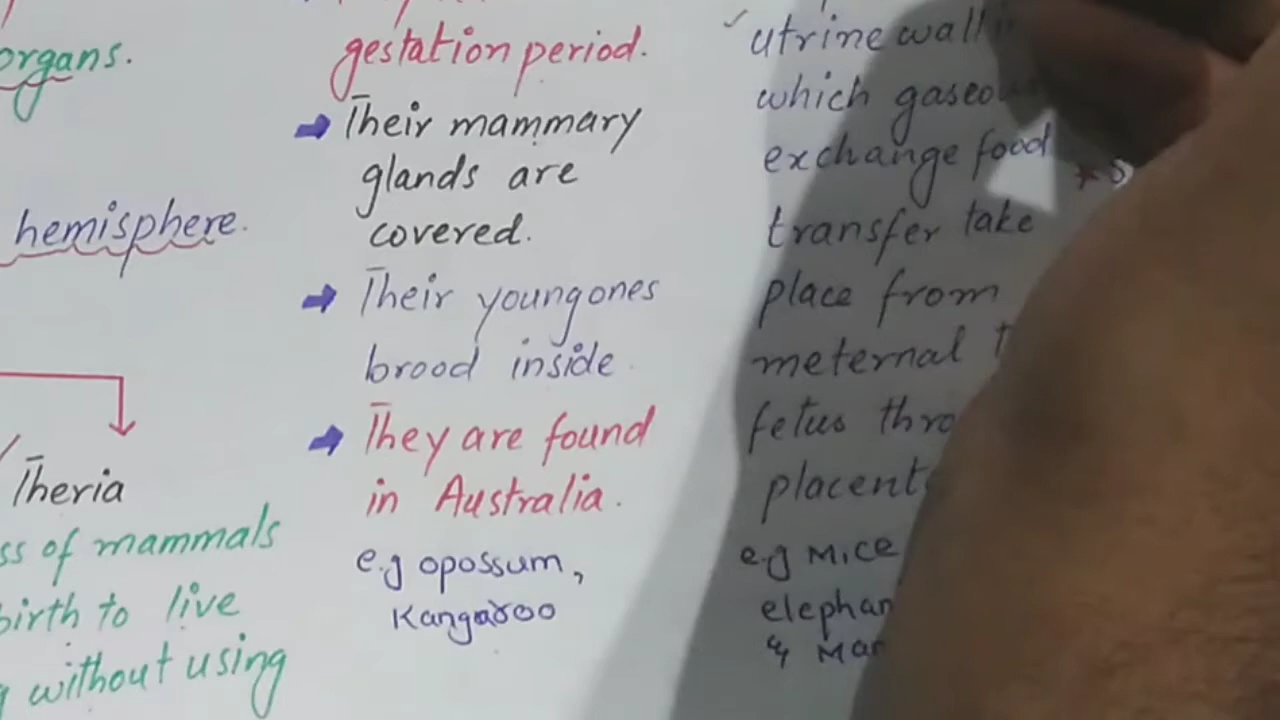 organs.
hemisphere.
Theria
of mammals
birth to live
without using
gestation period.
→ Their mammary
glands are
covered.
→ Their young ones
brood inside.
→ They are found
in Australia.
e.g opossum,
Kangaroo
utrine wall
which
exchange food
transfer take
place from
meternal
fetus
e.g Mice
&